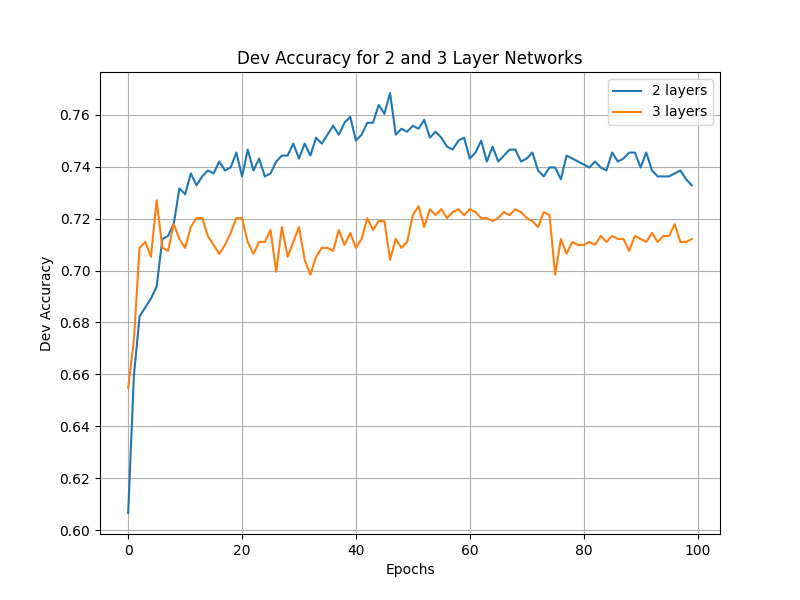 Dev Accuracy for 2 and 3 Layer Networks
2 layers
3 layers
0.76
0.74
0.72
0.70
0.68
0.66
0.64
0.62
0.60
Dev Accuracy
0 20 40 60 80 100
Epochs